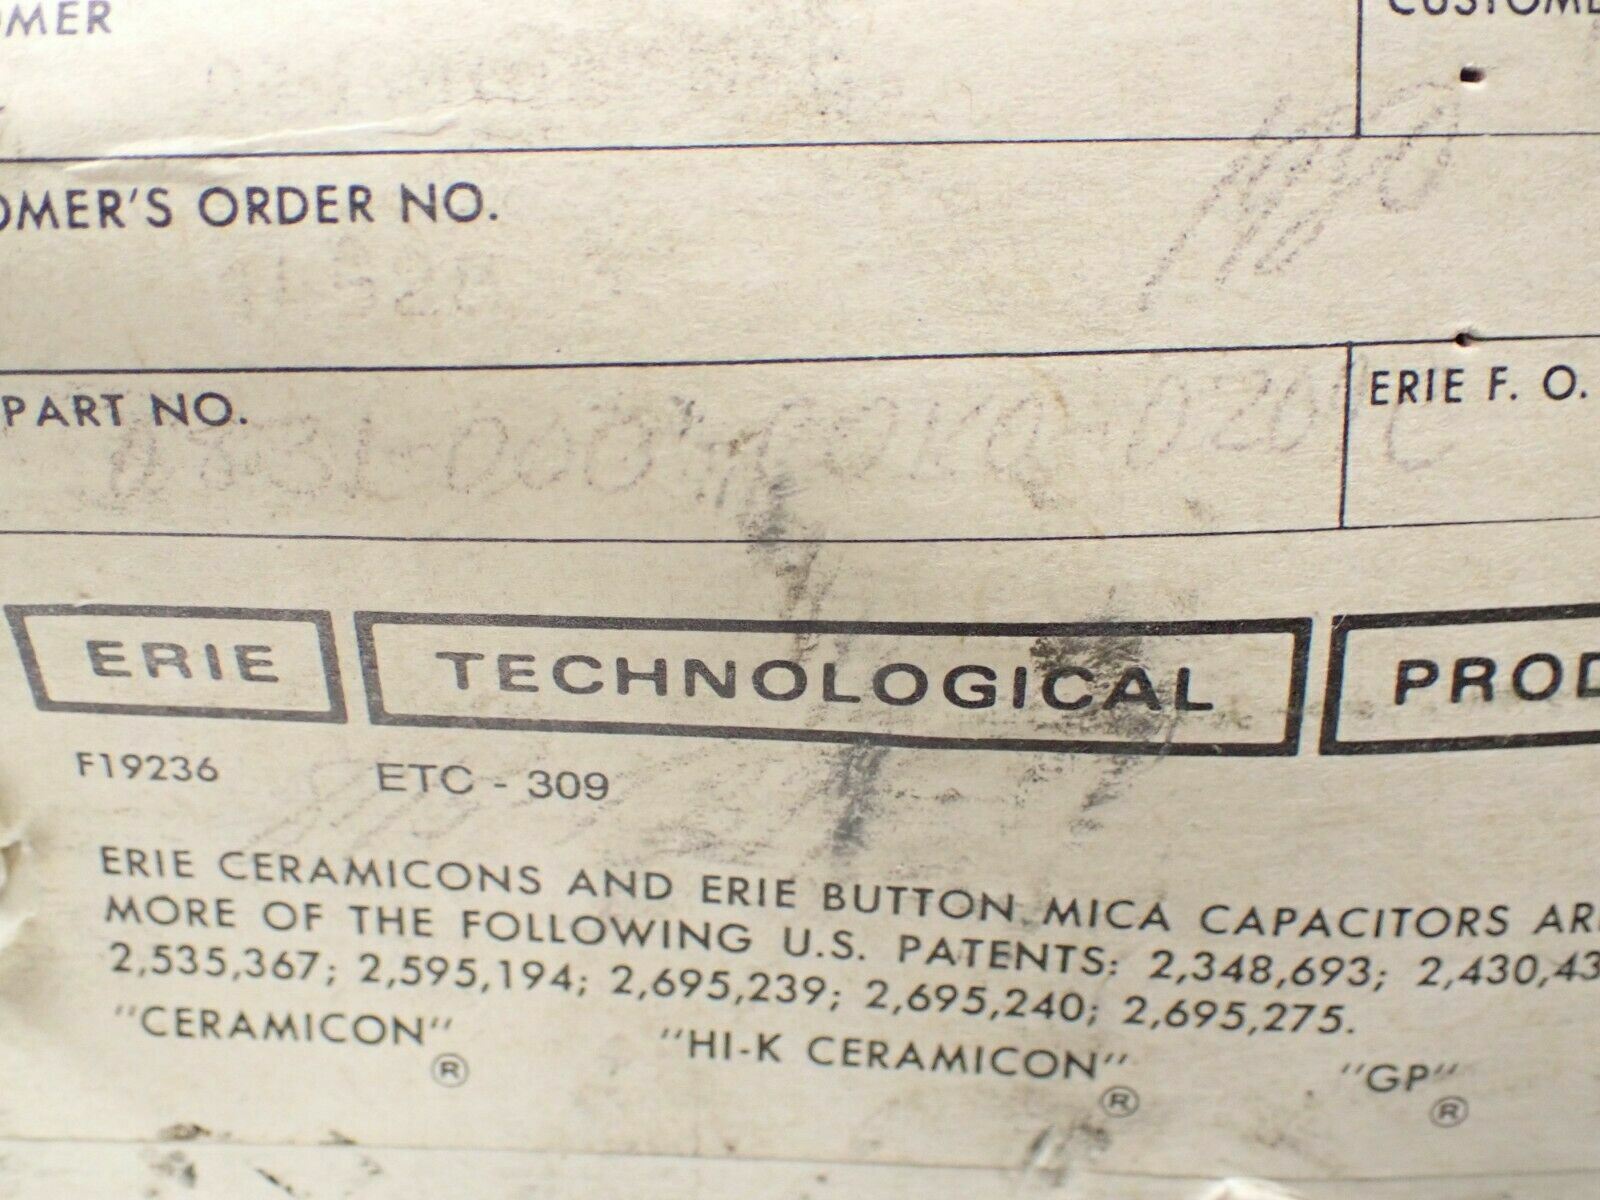 OMER
CUSTOME
OMER'S ORDER NO.
PART NO.
ERIE F. O.
ERIE TECHNOLOGICAL PROD
F19236 ETC - 309
ERIE CERAMICONS AND ERIE BUTTON MICA CAPACITORS AR
MORE OF THE FOLLOWING U.S. PATENTS: 2,348,693; 2,430,43
2,535,367; 2,595,194; 2,695,239; 2,695,240; 2,695,275.
"CERAMICON"® "HI-K CERAMICON"® "GP"®